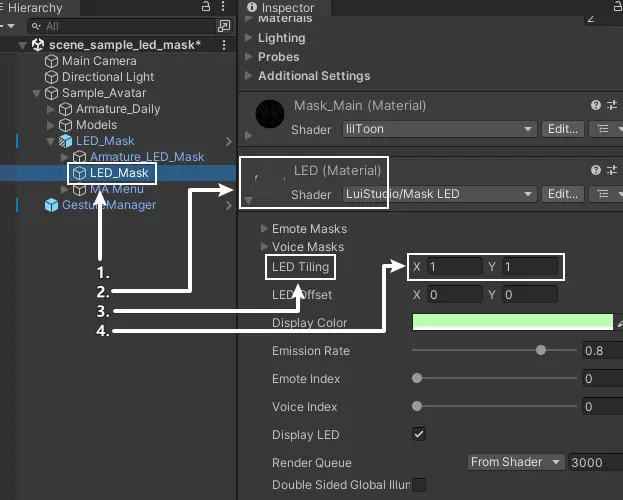 Hierarchy
All
scene_sample_led_mask*
Main Camera
Directional Light
Sample_Avatar
Armature_Daily
Models
LED_Mask
Armature_LED_Mask
LED_Mask
MA Menu
GestureManager
1.
2.
3.
4.
Inspector
Materials 2
Lighting
Probes
Additional Settings
Mask_Main (Material)
Shader lilToon Edit...
LED (Material)
Shader LuiStudio/Mask LED Edit...
Emote Masks
Voice Masks
LED Tiling X 1 Y 1
LED Offset X 0 Y 0
Display Color
Emission Rate 0.8
Emote Index 0
Voice Index 0
Display LED
Render Queue From Shader 3000
Double Sided Global Illun